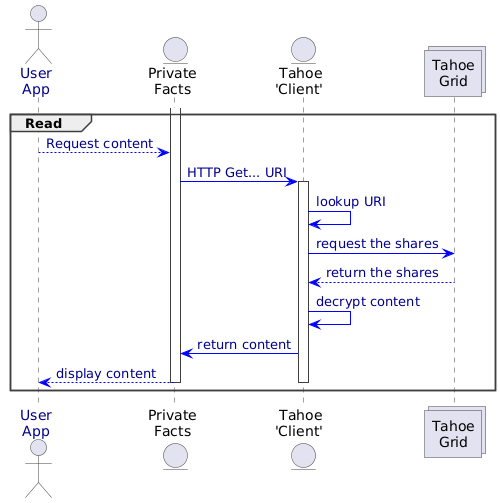 User
App
Private
Facts
Tahoe
'Client'
Tahoe
Grid
Read
Request content
HTTP Get... URI
lookup URI
request the shares
return the shares
decrypt content
return content
display content
User
App
Private
Facts
Tahoe
'Client'
Tahoe
Grid